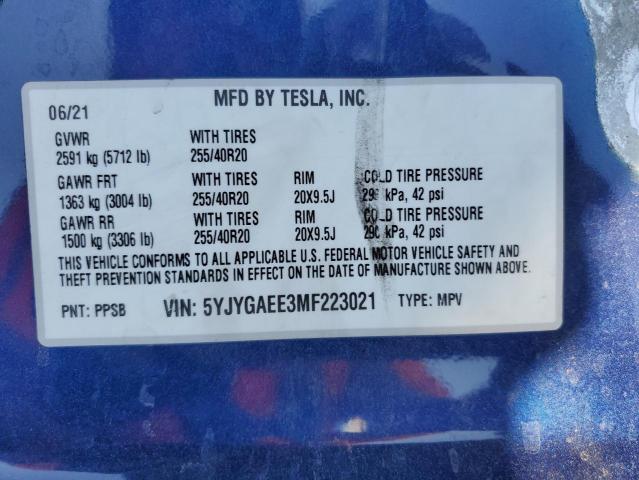 MFD BY TESLA, INC.
06/21
GVWR WITH TIRES
2591 kg (5712 lb) 255/40R20
GAWR FRT WITH TIRES RIM COLD TIRE PRESSURE
1363 kg (3004 lb) 255/40R20 20X9.5J 290 kPa, 42 psi
GAWR RR WITH TIRES RIM COLD TIRE PRESSURE
1500 kg (3306 lb) 255/40R20 20X9.5J 290 kPa, 42 psi
THIS VEHICLE CONFORMS TO ALL APPLICABLE U.S. FEDERAL MOTOR VEHICLE SAFETY AND
THEFT PREVENTION STANDARDS IN EFFECT ON THE DATE OF MANUFACTURE SHOWN ABOVE.
PNT: PPSB VIN: 5YJYGAEE3MF223021 TYPE: MPV